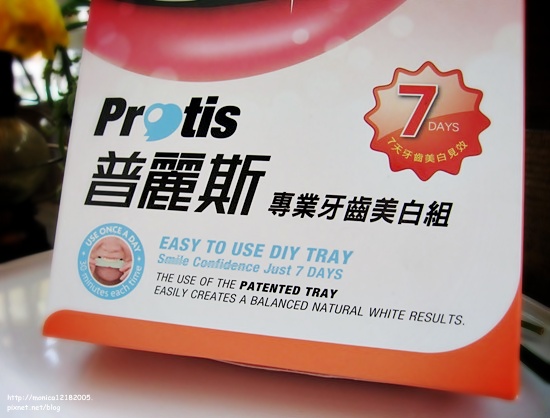 Protis
7 DAYS
7天牙齒美白見效
普麗斯 專業牙齒美白組
USE ONCE A DAY
30 minutes each time
EASY TO USE DIY TRAY
Smile Confidence Just 7 DAYS
THE USE OF THE PATENTED TRAY
EASILY CREATES A BALANCED NATURAL WHITE RESULTS.
http://monica12182005.
pixnet.net/blog